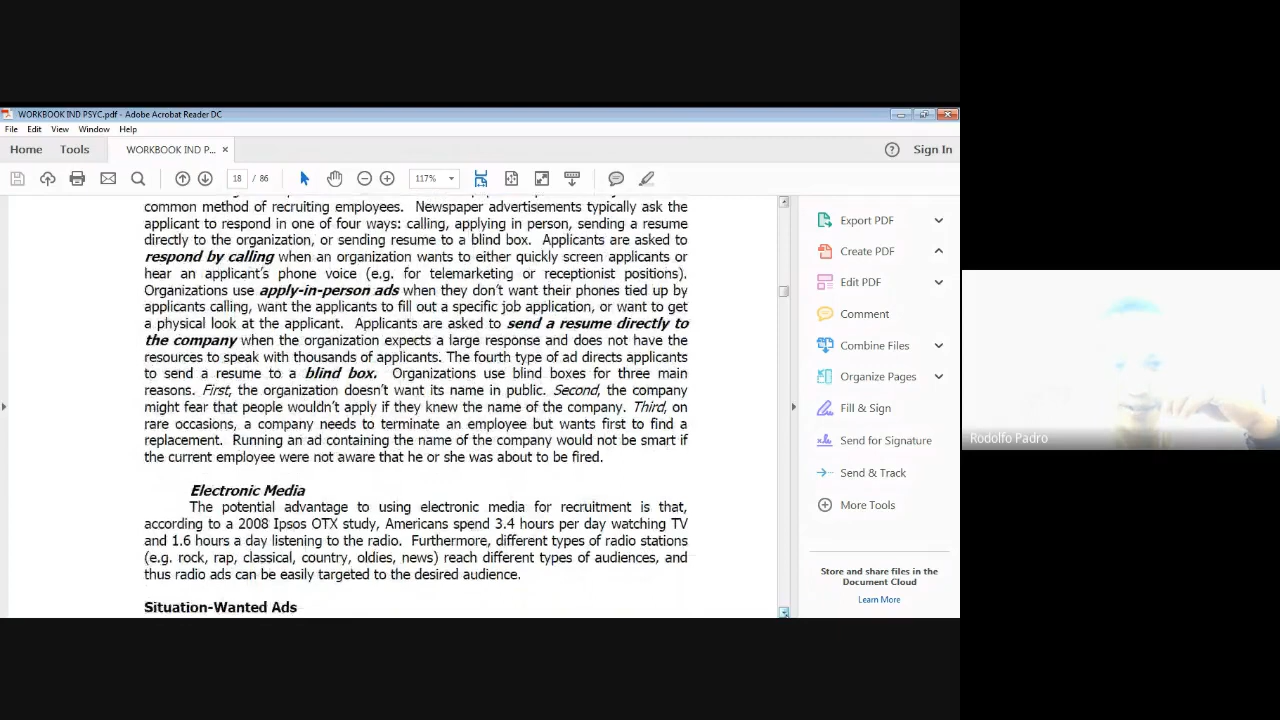 WORKBOOK IND PSYC.pdf - Adobe Acrobat Reader DC
File Edit View Window Help
Home Tools WORKBOOK IND P... × Sign In
18 / 86 117%
common method of recruiting employees. Newspaper advertisements typically ask the
applicant to respond in one of four ways: calling, applying in person, sending a resume
directly to the organization, or sending resume to a blind box. Applicants are asked to
respond by calling when an organization wants to either quickly screen applicants or
hear an applicant's phone voice (e.g. for telemarketing or receptionist positions).
Organizations use apply-in-person ads when they don't want their phones tied up by
applicants calling, want the applicants to fill out a specific job application, or want to get
a physical look at the applicant. Applicants are asked to send a resume directly to
the company when the organization expects a large response and does not have the
resources to speak with thousands of applicants. The fourth type of ad directs applicants
to send a resume to a blind box. Organizations use blind boxes for three main
reasons. First, the organization doesn't want its name in public. Second, the company
might fear that people wouldn't apply if they knew the name of the company. Third, on
rare occasions, a company needs to terminate an employee but wants first to find a
replacement. Running an ad containing the name of the company would not be smart if
the current employee were not aware that he or she was about to be fired.
Electronic Media
The potential advantage to using electronic media for recruitment is that,
according to a 2008 Ipsos OTX study, Americans spend 3.4 hours per day watching TV
and 1.6 hours a day listening to the radio. Furthermore, different types of radio stations
(e.g. rock, rap, classical, country, oldies, news) reach different types of audiences, and
thus radio ads can be easily targeted to the desired audience.
Situation-Wanted Ads
Export PDF
Create PDF
Edit PDF
Comment
Combine Files
Organize Pages
Fill & Sign
Send for Signature
Send & Track
More Tools
Store and share files in the
Document Cloud
Learn More
Rodolfo Padro